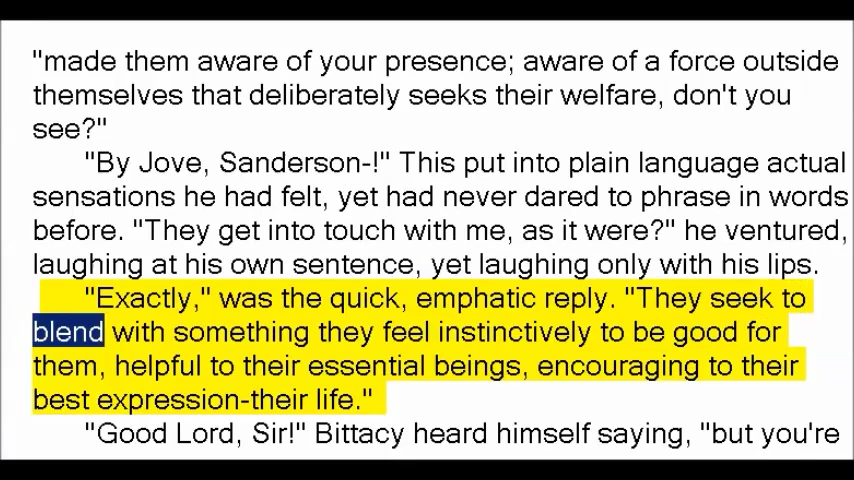 "made them aware of your presence; aware of a force outside
themselves that deliberately seeks their welfare, don't you
see?"
"By Jove, Sanderson-!" This put into plain language actual
sensations he had felt, yet had never dared to phrase in words
before. "They get into touch with me, as it were?" he ventured,
laughing at his own sentence, yet laughing only with his lips.
"Exactly," was the quick, emphatic reply. "They seek to
blend with something they feel instinctively to be good for
them, helpful to their essential beings, encouraging to their
best expression-their life."
"Good Lord, Sir!" Bittacy heard himself saying, "but you're